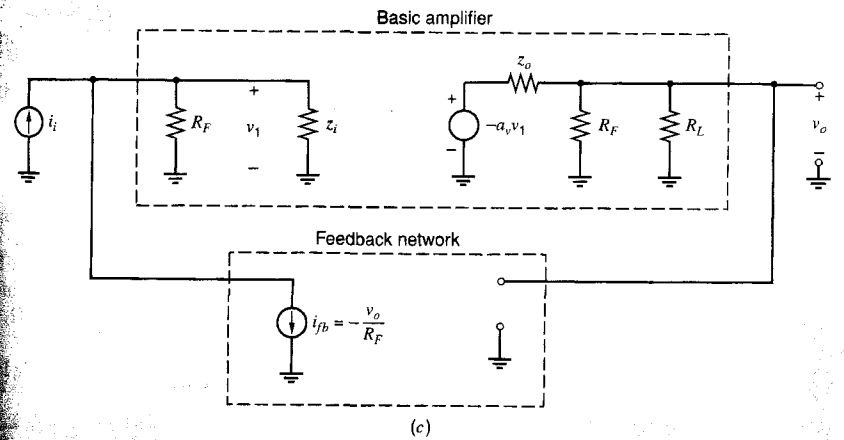 Basic amplifier
z_o
+
+
+
i_i
R_F
v_1
z_i
−a_v v_1
R_F
R_L
v_o
−
−
−
Feedback network
i_fb = − v_o / R_F
(c)